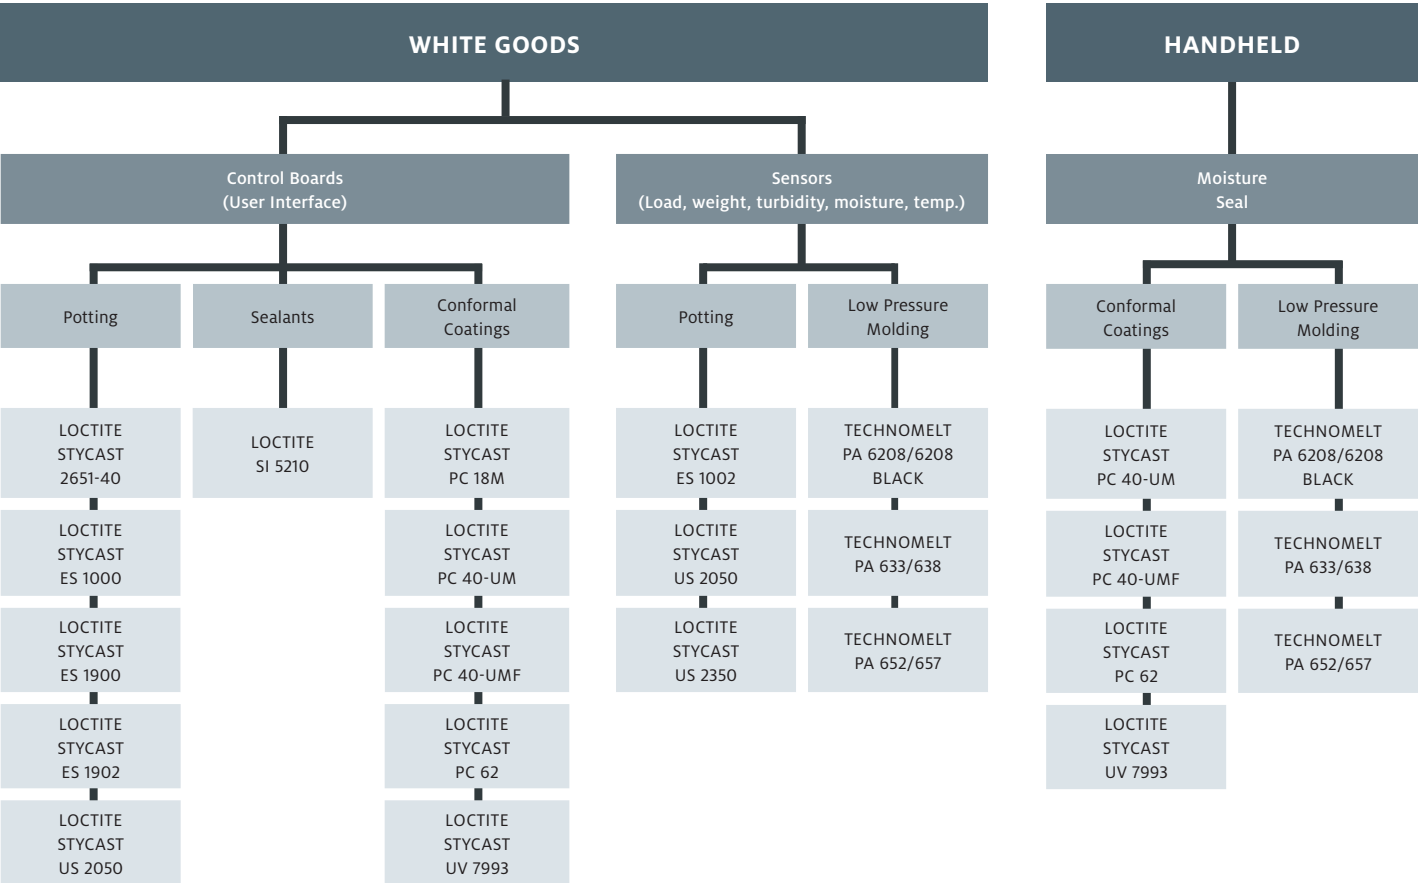 WHITE GOODS
HANDHELD
Control Boards
(User Interface)
Sensors
(Load, weight, turbidity, moisture, temp.)
Moisture
Seal
Potting
Sealants
Conformal
Coatings
Potting
Low Pressure
Molding
Conformal
Coatings
Low Pressure
Molding
LOCTITE
STYCAST
2651-40
LOCTITE
STYCAST
ES 1000
LOCTITE
STYCAST
ES 1900
LOCTITE
STYCAST
ES 1902
LOCTITE
STYCAST
US 2050
LOCTITE
SI 5210
LOCTITE
STYCAST
PC 18M
LOCTITE
STYCAST
PC 40-UM
LOCTITE
STYCAST
PC 40-UMF
LOCTITE
STYCAST
PC 62
LOCTITE
STYCAST
UV 7993
LOCTITE
STYCAST
ES 1002
LOCTITE
STYCAST
US 2050
LOCTITE
STYCAST
US 2350
TECHNOMELT
PA 6208/6208
BLACK
TECHNOMELT
PA 633/638
TECHNOMELT
PA 652/657
LOCTITE
STYCAST
PC 40-UM
LOCTITE
STYCAST
PC 40-UMF
LOCTITE
STYCAST
PC 62
LOCTITE
STYCAST
UV 7993
TECHNOMELT
PA 6208/6208
BLACK
TECHNOMELT
PA 633/638
TECHNOMELT
PA 652/657